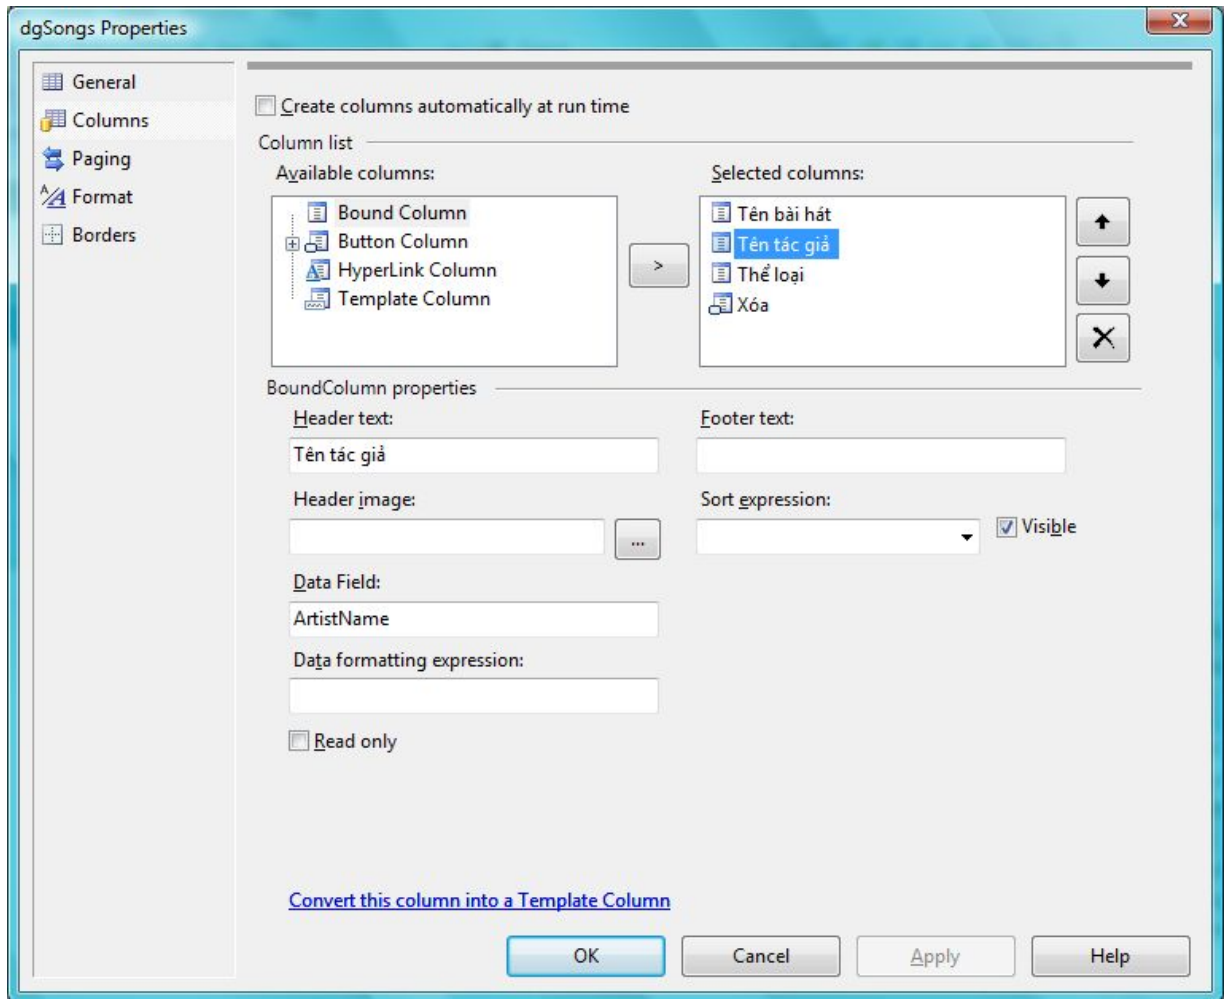 dgSongs Properties
General
Columns
Paging
Format
Borders
Create columns automatically at run time
Column list
Available columns:
Bound Column
Button Column
HyperLink Column
Template Column
>
Selected columns:
Tên bài hát
Tên tác giả
Thể loại
Xóa
BoundColumn properties
Header text:
Tên tác giả
Footer text:
Header image:
...
Sort expression:
Visible
Data Field:
ArtistName
Data formatting expression:
Read only
Convert this column into a Template Column
OK
Cancel
Apply
Help